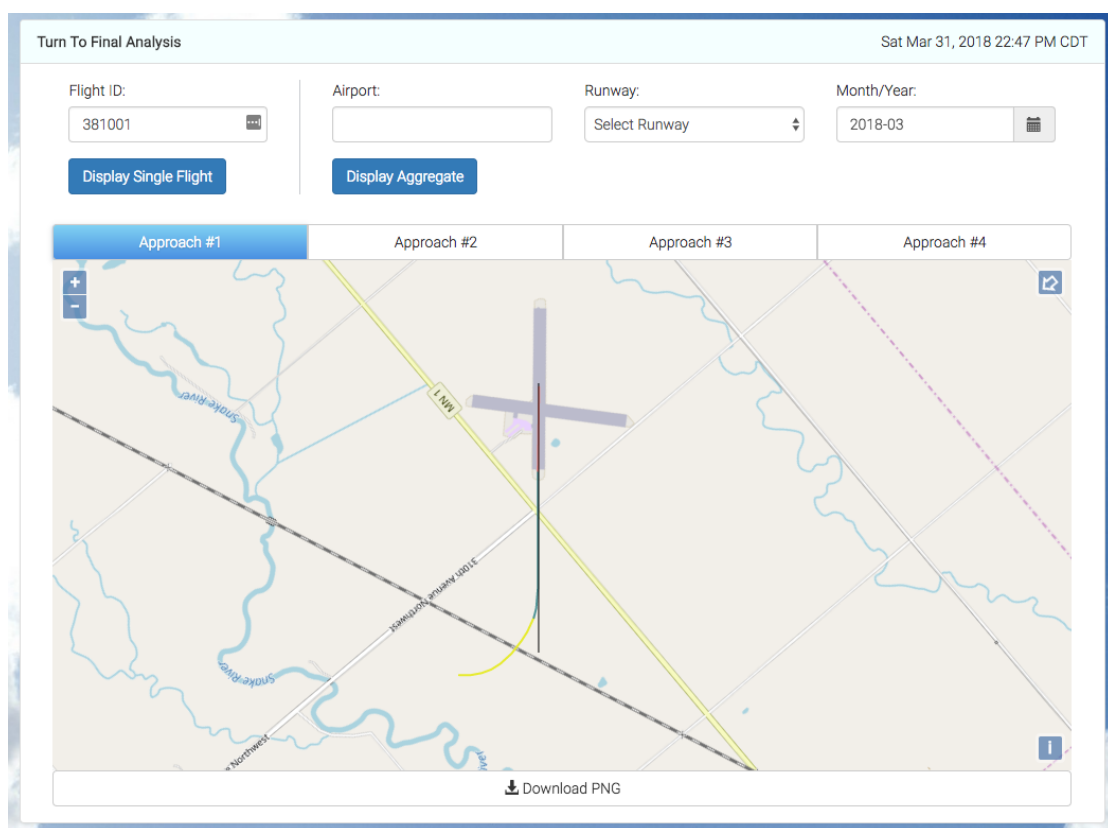 Turn To Final Analysis
Sat Mar 31, 2018 22:47 PM CDT
Flight ID:
Airport:
Runway:
Month/Year:
381001
Select Runway
2018-03
Display Single Flight
Display Aggregate
Approach #1
Approach #2
Approach #3
Approach #4
+
-
MN 1
Snake River
310th Avenue Northwest
Snake River
e Northwest
River
i
Download PNG